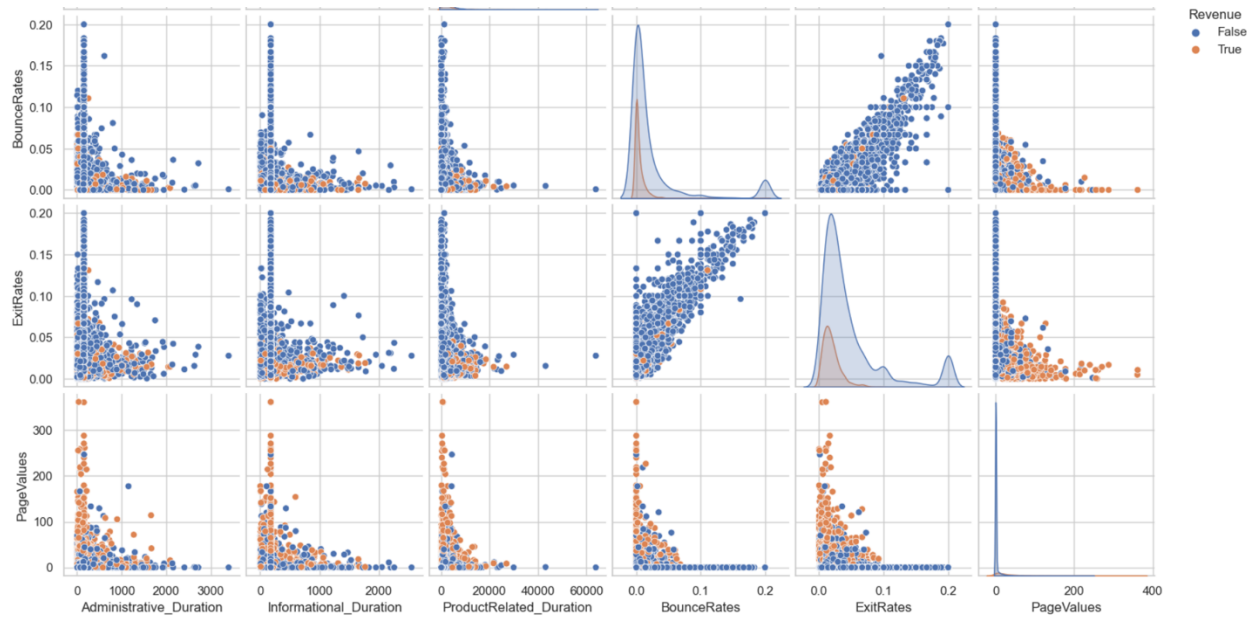 Revenue
False
True
0.20
0.15
0.10
0.05
0.00
BounceRates
0.20
0.15
0.10
0.05
0.00
ExitRates
300
200
100
0
PageValues
0 1000 2000 3000
Administrative_Duration
0 1000 2000
Informational_Duration
0 20000 40000 60000
ProductRelated_Duration
0.0 0.1 0.2
BounceRates
0.0 0.1 0.2
ExitRates
0 200 400
PageValues